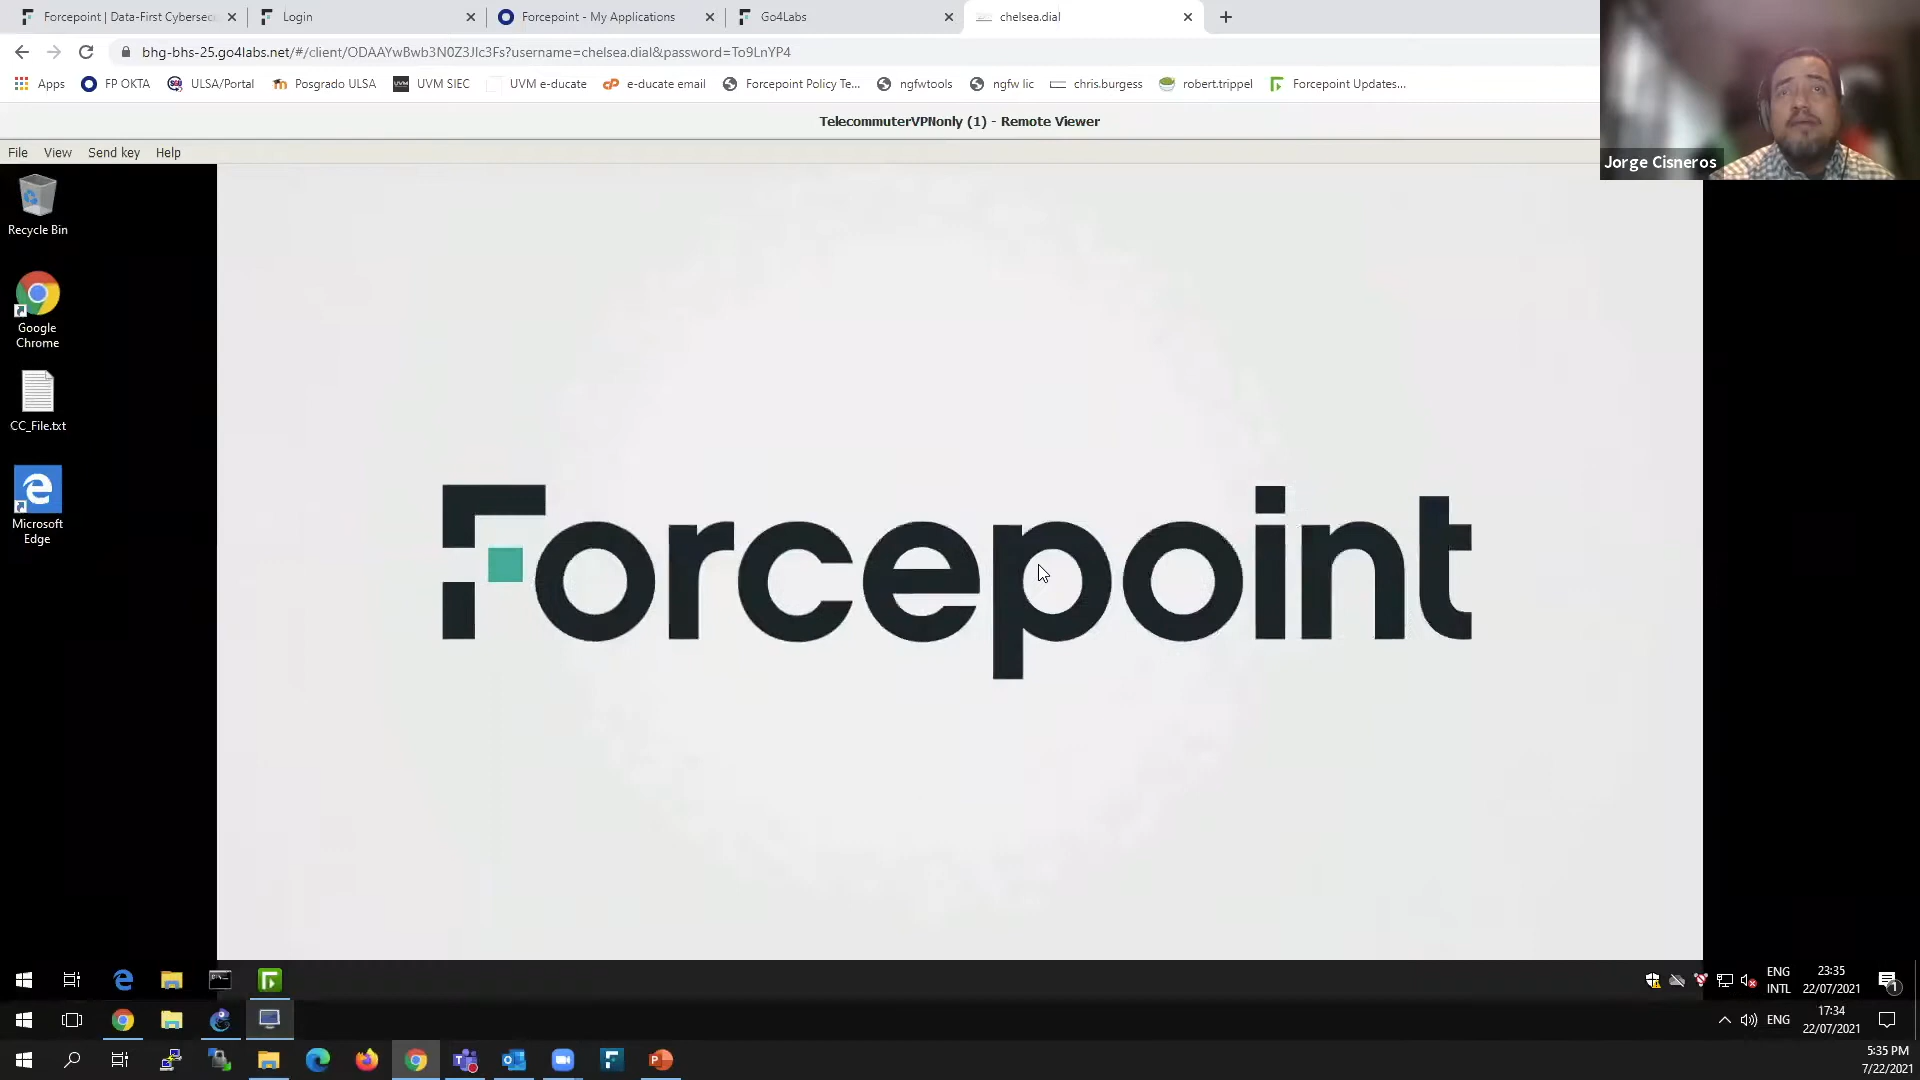 Forcepoint | Data-First Cybersec
Login
Forcepoint - My Applications
Go4Labs
chelsea.dial
bhg-bhs-25.go4labs.net/#/client/ODAAYwBwb3N0Z3Jlc3Fs?username=chelsea.dial&password=To9LnYP4
Apps
FP OKTA
ULSA/Portal
Posgrado ULSA
UVM SIEC
UVM e-ducate
e-ducate email
Forcepoint Policy Te...
ngfwtools
ngfw lic
chris.burgess
robert.trippel
Forcepoint Updates...
TelecommuterVPNonly (1) - Remote Viewer
Jorge Cisneros
File View Send key Help
Recycle Bin
Google
Chrome
CC_File.txt
Microsoft
Edge
Forcepoint
ENG
INTL
23:35
22/07/2021
1
ENG
17:34
22/07/2021
5:35 PM
7/22/2021